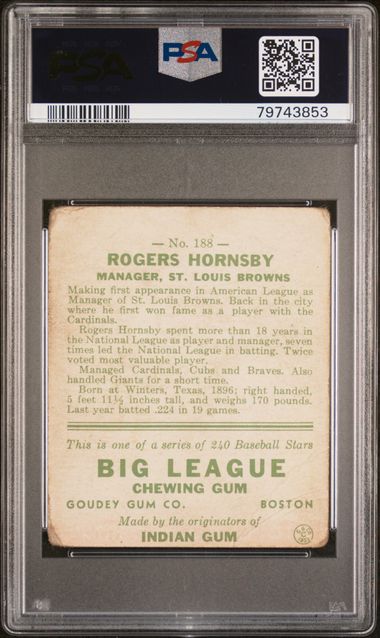 PSA
PSA
79743853
— No. 188 —
ROGERS HORNSBY
MANAGER, ST. LOUIS BROWNS
Making first appearance in American League as
Manager of St. Louis Browns. Back in the city
where he first won fame as a player with the
Cardinals.
Rogers Hornsby spent more than 18 years in
the National League as player and manager, seven
times led the National League in batting. Twice
voted most valuable player.
Managed Cardinals, Cubs and Braves. Also
handled Giants for a short time.
Born at Winters, Texas, 1896; right handed,
5 feet 11½ inches tall, and weighs 170 pounds.
Last year batted .224 in 19 games.
This is one of a series of 240 Baseball Stars
BIG LEAGUE
CHEWING GUM
GOUDEY GUM CO. BOSTON
Made by the originators of
INDIAN GUM